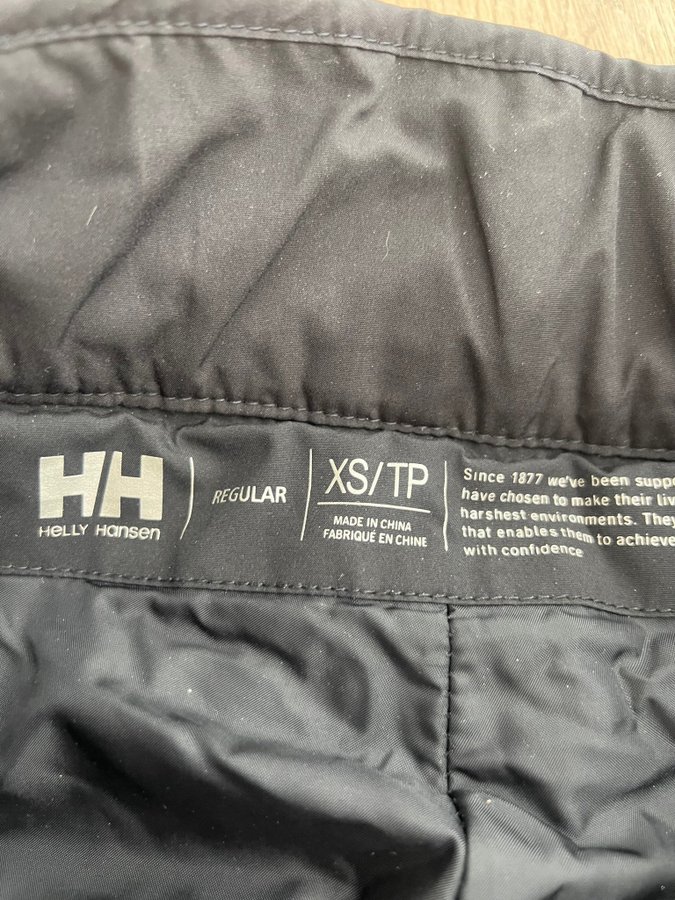 HH
HELLY HANSEN
REGULAR
XS/TP
MADE IN CHINA
FABRIQUÉ EN CHINE
Since 1877 we've been
have chosen to make their
harshest environments. They
that enables them to achieve
with confidence